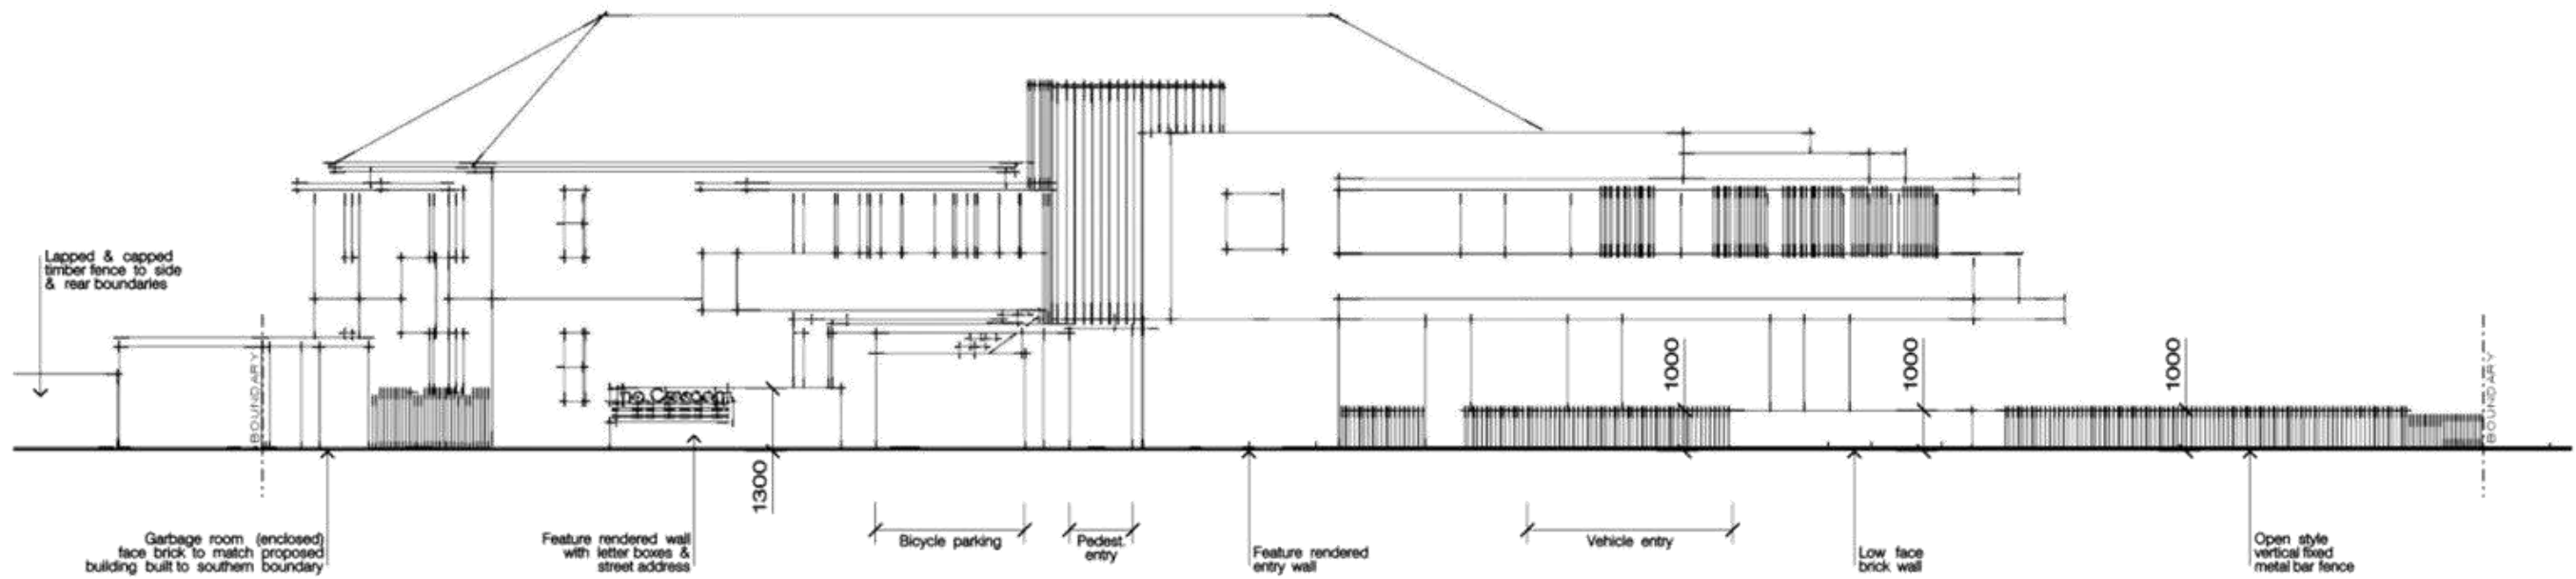 Lapped & capped
timber fence to side
& rear boundaries
BOUNDARY
1300
1000
1000
1000
BOUNDARY
Garbage room (enclosed)
face brick to match proposed
building built to southern boundary
Feature rendered wall
with letter boxes &
street address
Bicycle parking
Pedest.
entry
Feature rendered
entry wall
Vehicle entry
Low face
brick wall
Open style
vertical fixed
metal bar fence